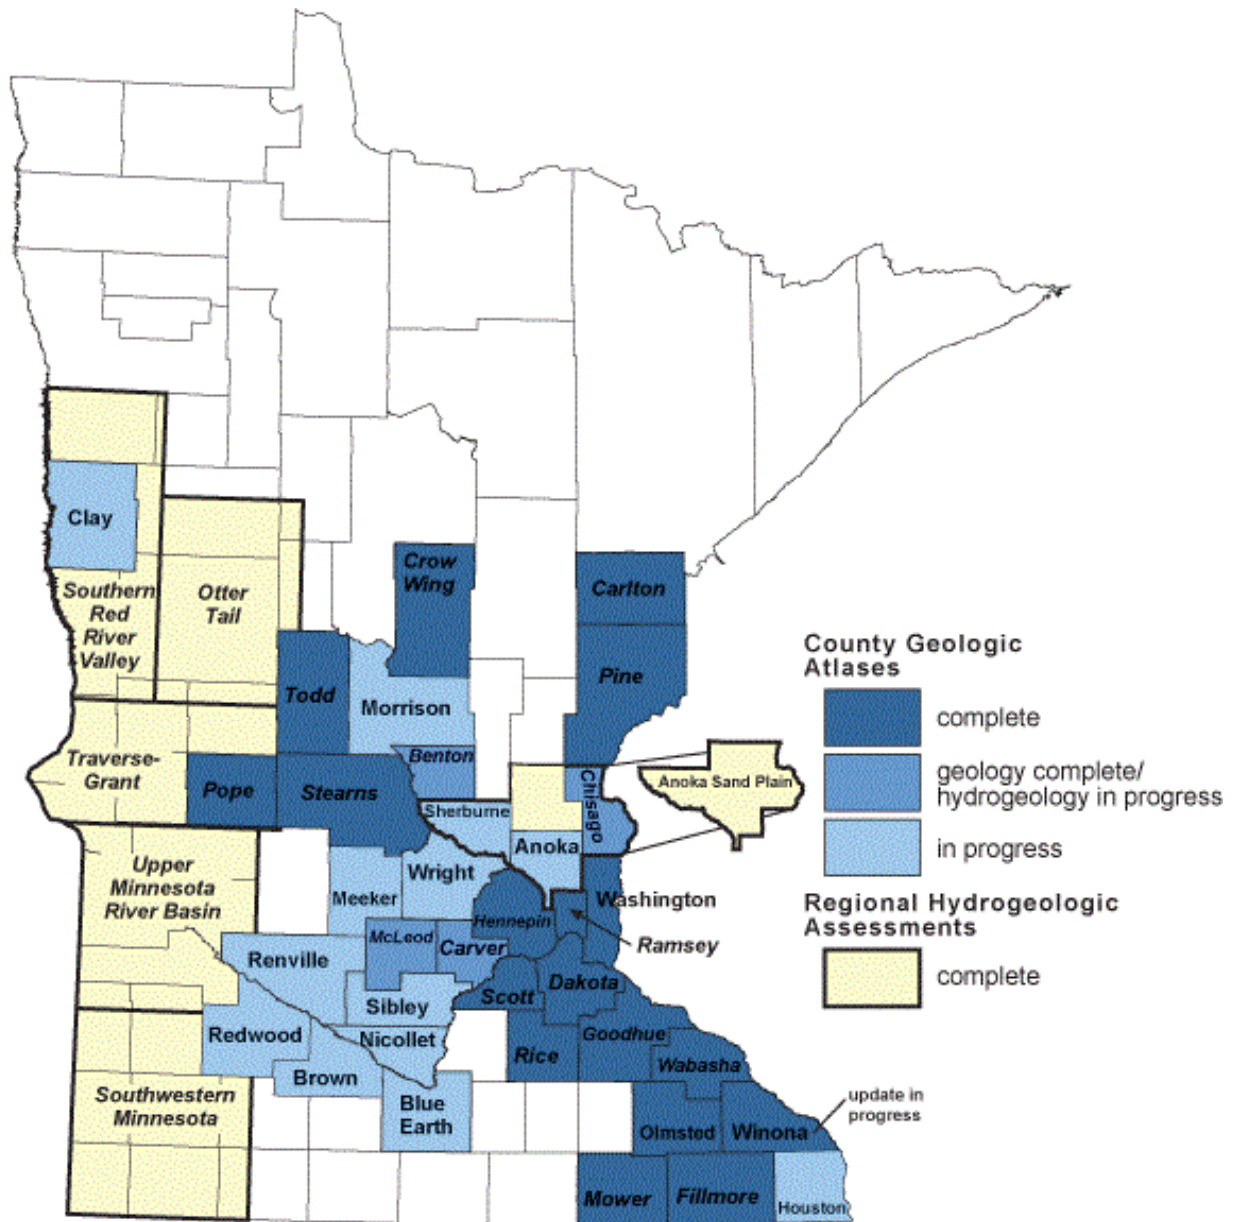 Clay
Southern
Red
River
Valley
Otter
Tail
Crow
Wing
Carlton
Pine
Todd
Morrison
Benton
Traverse-
Grant
Pope
Stearns
Sherburne
Chisago
Anoka Sand Plain
Anoka
Upper
Minnesota
River Basin
Meeker
Wright
Hennepin
Washington
Ramsey
McLeod
Carver
Renville
Sibley
Scott
Dakota
Redwood
Nicollet
Rice
Goodhue
Wabasha
Brown
Southwestern
Minnesota
Blue
Earth
Olmsted
Winona
update in
progress
Mower
Fillmore
Houston
County Geologic
Atlases
complete
geology complete/
hydrogeology in progress
in progress
Regional Hydrogeologic
Assessments
complete